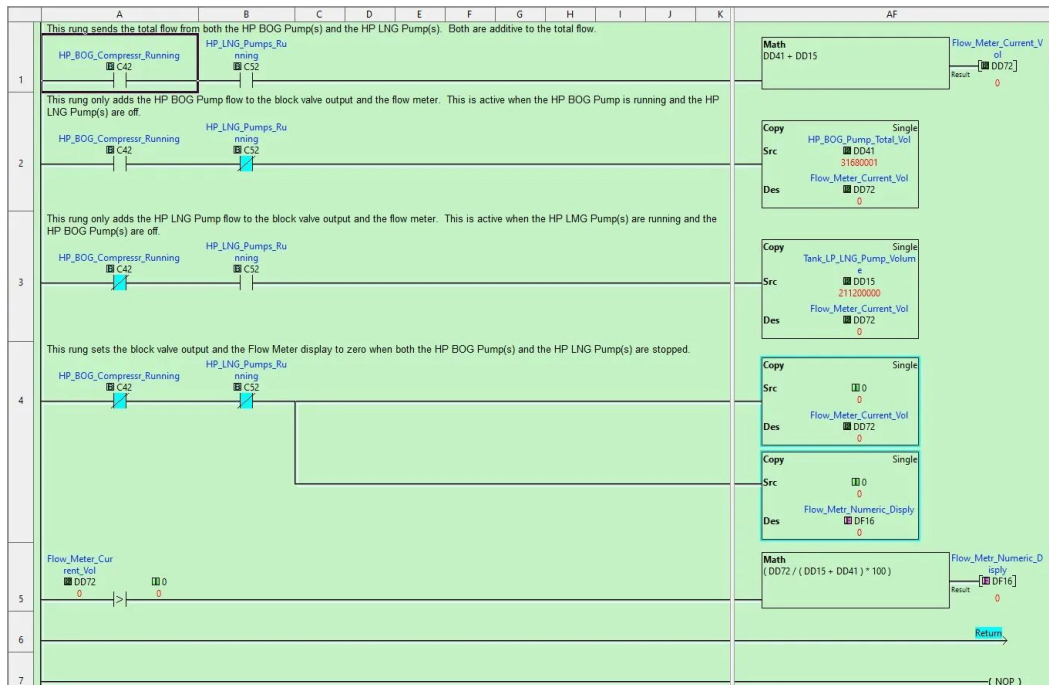 A B C D E F G H I J K AF
This rung sends the total flow from both the HP BOG Pump(s) and the HP LNG Pump(s). Both are additive to the total flow.
HP_BOG_Compressr_Running
C42
HP_LNG_Pumps_Ru
nning
C52
Math
DD41 + DD15
Result
Flow_Meter_Current_V
ol
DD72
0
1
This rung only adds the HP BOG Pump flow to the block valve output and the flow meter. This is active when the HP BOG Pump is running and the HP
LNG Pump(s) are off.
HP_BOG_Compressr_Running
C42
HP_LNG_Pumps_Ru
nning
C52
Copy Single
HP_BOG_Pump_Total_Vol
Src DD41
31680001
Flow_Meter_Current_Vol
Des DD72
0
2
This rung only adds the HP LNG Pump flow to the block valve output and the flow meter. This is active when the HP LMG Pump(s) are running and the
HP BOG Pump(s) are off.
HP_BOG_Compressr_Running
C42
HP_LNG_Pumps_Ru
nning
C52
Copy Single
Tank_LP_LNG_Pump_Volum
e
Src DD15
211200000
Flow_Meter_Current_Vol
Des DD72
0
3
This rung sets the block valve output and the Flow Meter display to zero when both the HP BOG Pump(s) and the HP LNG Pump(s) are stopped.
HP_BOG_Compressr_Running
C42
HP_LNG_Pumps_Ru
nning
C52
Copy Single
Src 0
0
Flow_Meter_Current_Vol
Des DD72
0
4
Copy Single
Src 0
0
Flow_Metr_Numeric_Disply
Des DF16
0
Flow_Meter_Cur
rent_Vol
DD72 0
0 > 0
Math
( DD72 / ( DD15 + DD41 ) * 100 )
Result
Flow_Metr_Numeric_D
isply
DF16
0
5
6 Return
7 ( NOP )